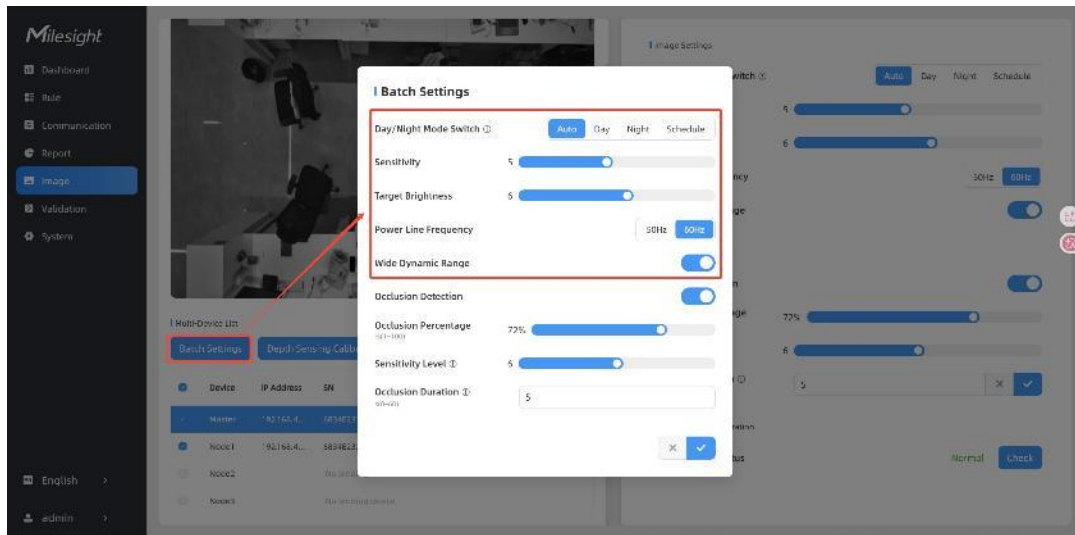 Milesight
Dashboard
Rule
Communication
Report
Image
Validation
System
English
admin
Multi-Device List
Batch Settings
Depth-Sensing
Device IP Address SN
Master
Node1
Node2
Node3
Batch Settings
Day/Night Mode Switch
Auto Day Night Schedule
Sensitivity 5
Target Brightness 6
Power Line Frequency 50Hz 60Hz
Wide Dynamic Range
Occlusion Detection
Occlusion Percentage 72%
Sensitivity Level 6
Occlusion Duration 5
Image Settings
Auto Day Night Schedule
5
6
50Hz 60Hz
72%
6
5
Normal Check